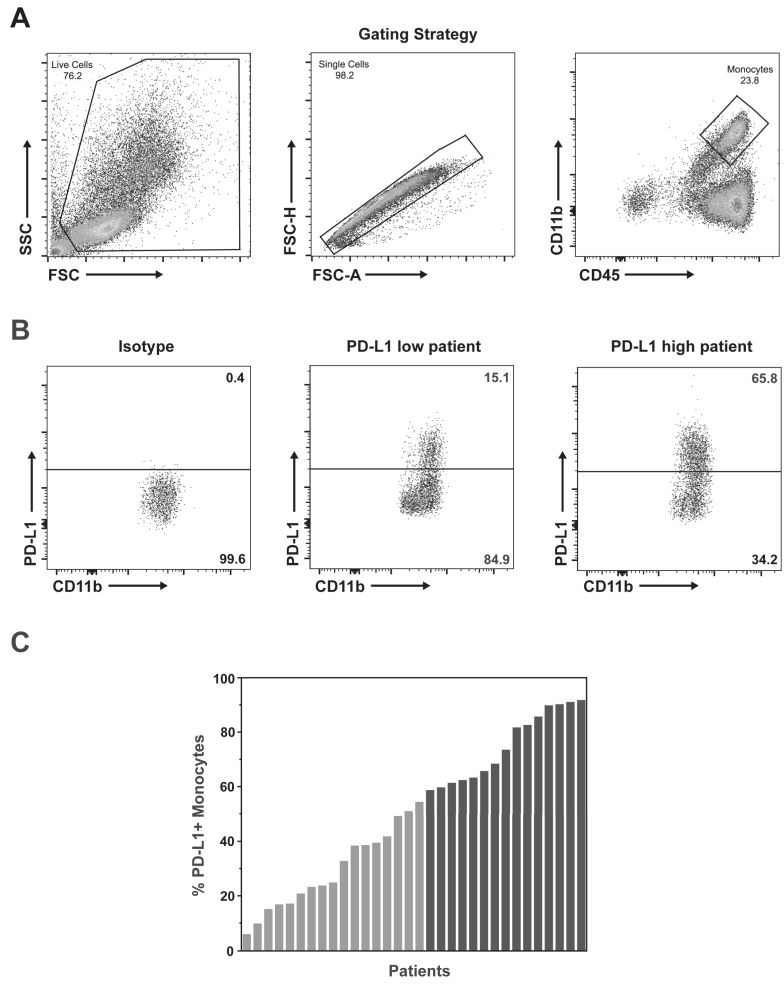 A
Gating Strategy
Live Cells
76.2
SSC
FSC
Single Cells
98.2
FSC-H
FSC-A
Monocytes
23.8
CD11b
CD45
B
Isotype
0.4
99.6
PD-L1
CD11b
PD-L1 low patient
15.1
84.9
PD-L1
CD11b
PD-L1 high patient
65.8
34.2
PD-L1
CD11b
C
100
80
60
40
20
0
% PD-L1+ Monocytes
Patients